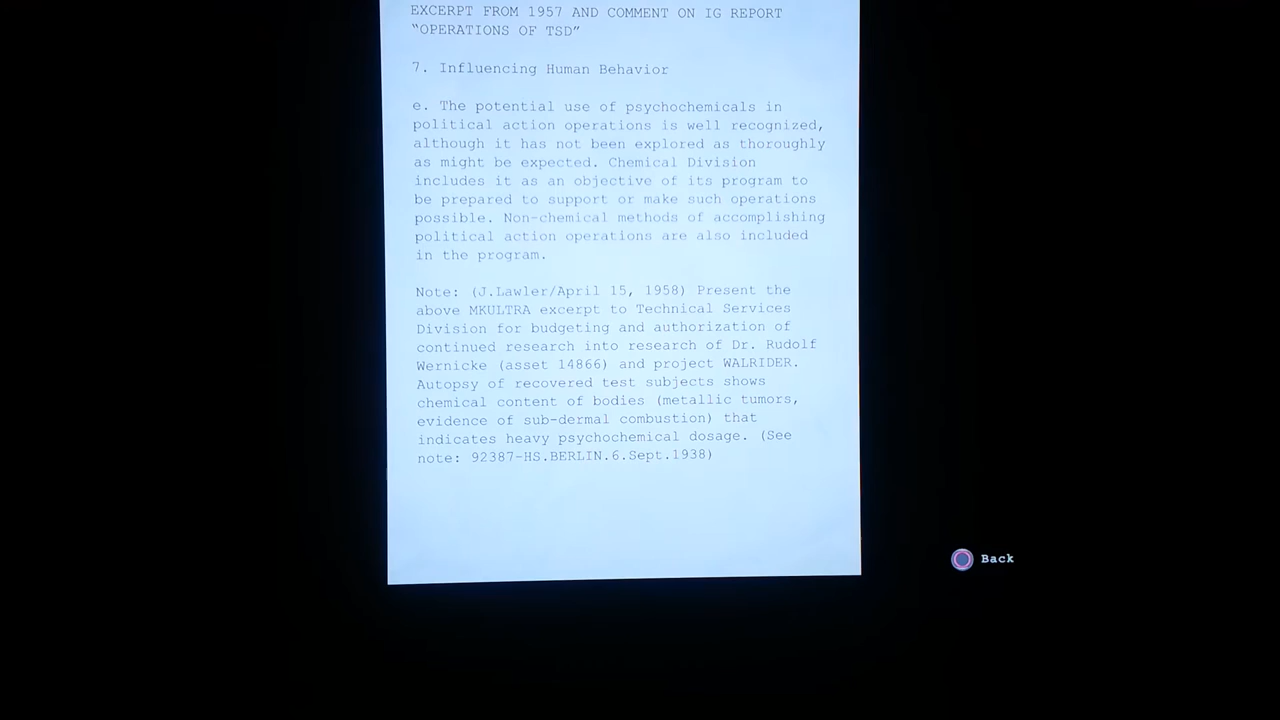 EXCERPT FROM 1957 AND COMMENT ON IG REPORT
“OPERATIONS OF TSD”
7. Influencing Human Behavior
e. The potential use of psychochemicals in
political action operations is well recognized,
although it has not been explored as thoroughly
as might be expected. Chemical Division
includes it as an objective of its program to
be prepared to support or make such operations
possible. Non-chemical methods of accomplishing
political action operations are also included
in the program.
Note: (J.Lawler/April 15, 1958) Present the
above MKULTRA excerpt to Technical Services
Division for budgeting and authorization of
continued research into research of Dr. Rudolf
Wernicke (asset 14866) and project WALRIDER.
Autopsy of recovered test subjects shows
chemical content of bodies (metallic tumors,
evidence of sub-dermal combustion) that
indicates heavy psychochemical dosage. (See
note: 92387-HS.BERLIN.6.Sept.1938)
Back